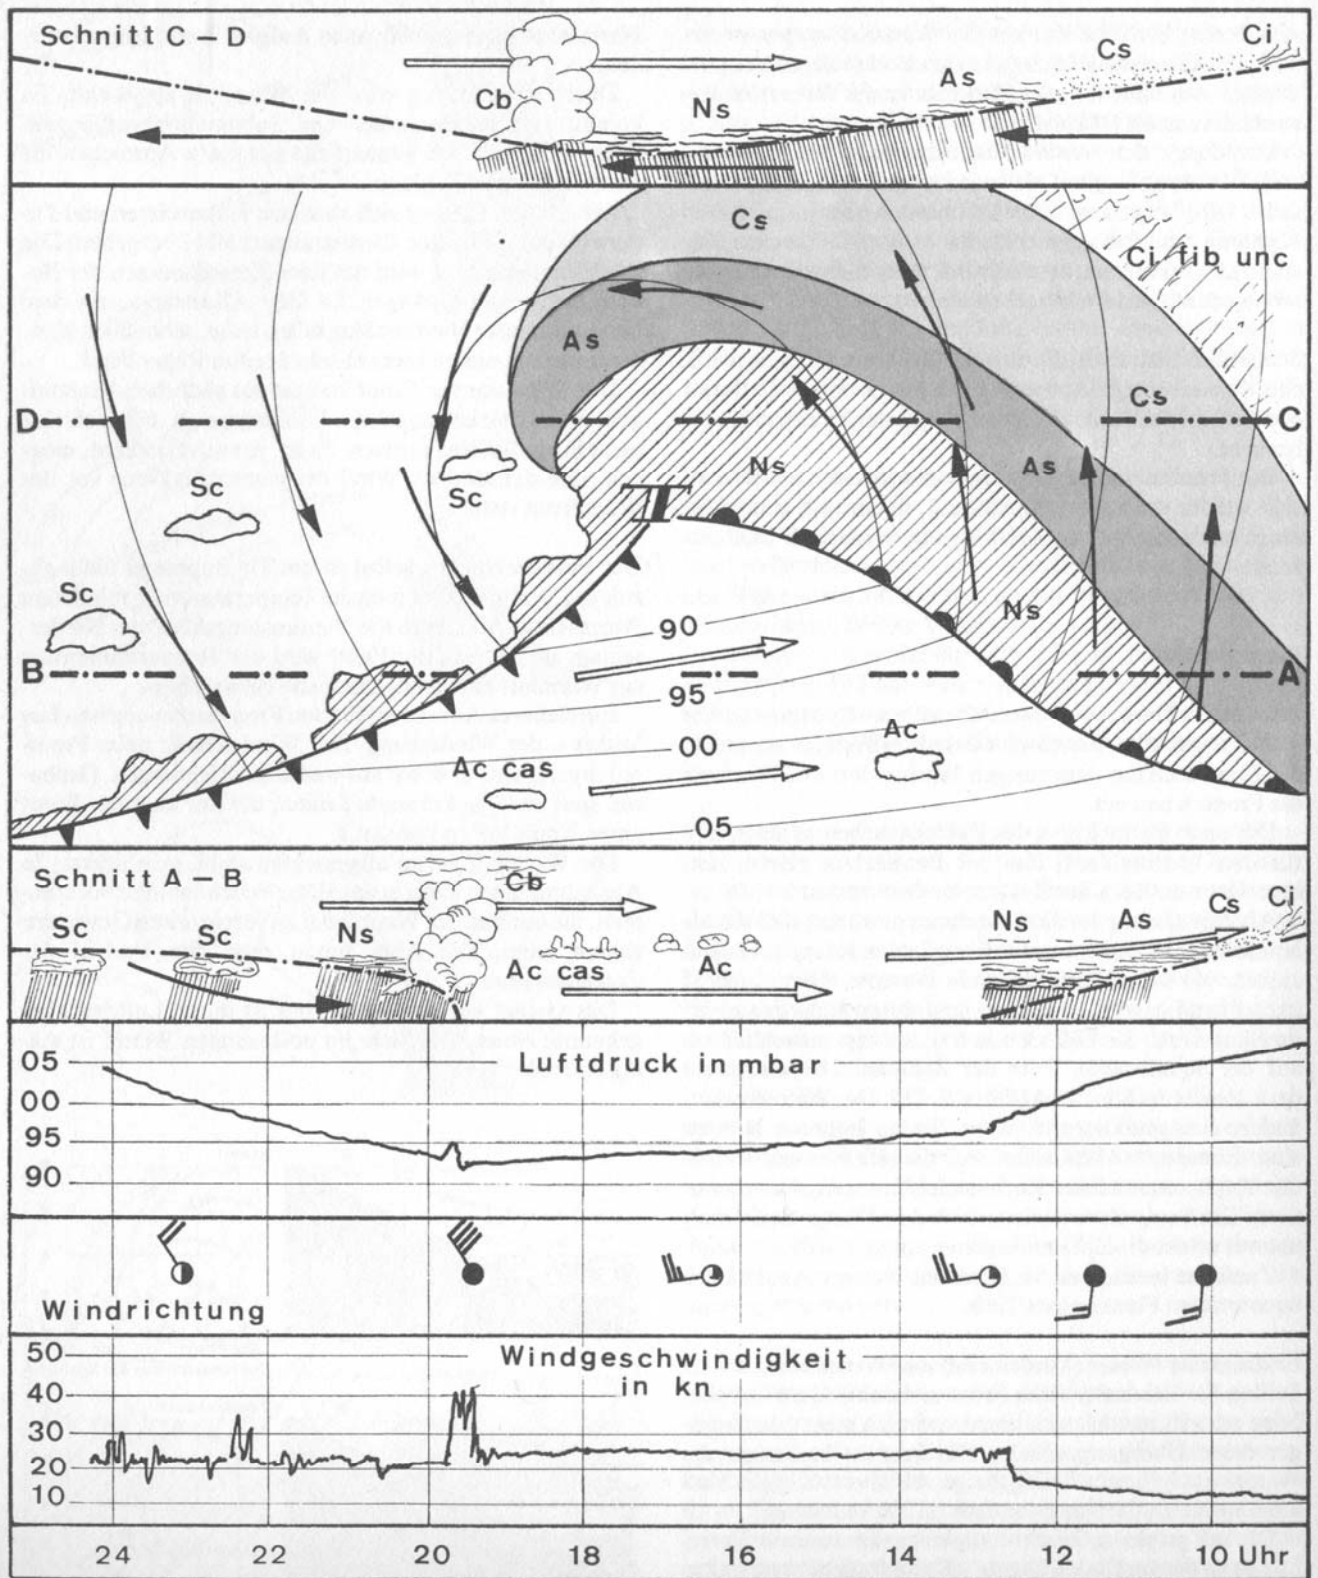 Schnitt C – D
Cb
Ns
As
Cs
Ci
Cs
Ci fib unc
As
D
Cs
C
Sc
Ns
As
Sc
T
Sc
Ns
B
90
A
95
00
Ac
Ac cas
05
Schnitt A – B
Cb
Sc
Sc
Ns
Ac cas
Ac
Ns
As
Cs
Ci
Luftdruck in mbar
05
00
95
90
Windrichtung
Windgeschwindigkeit
in kn
50
40
30
20
10
24 22 20 18 16 14 12 10 Uhr